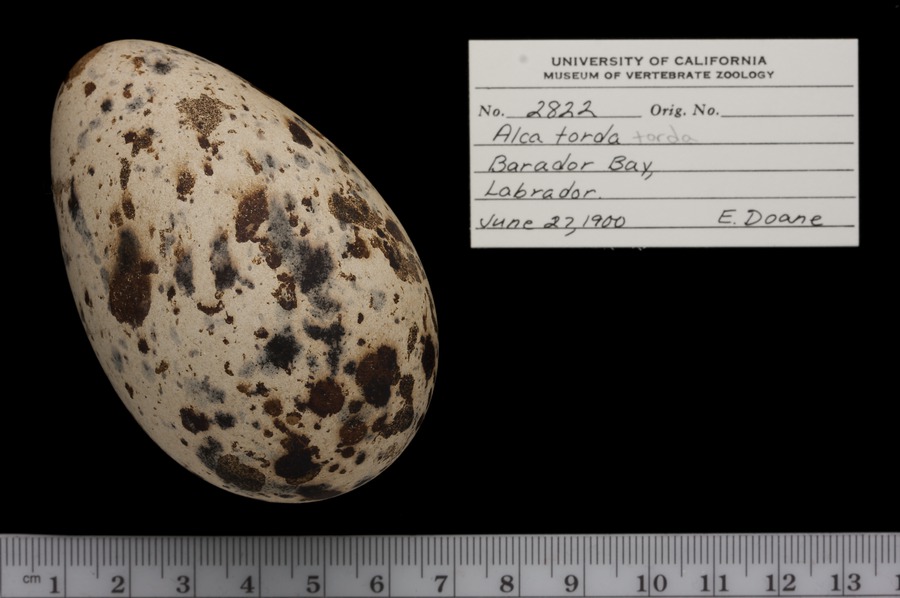 UNIVERSITY OF CALIFORNIA
MUSEUM OF VERTEBRATE ZOOLOGY
No. 2822 Orig. No.
Alca torda torda
Barador Bay,
Labrador.
June 27, 1900 E. Doane
cm 1 2 3 4 5 6 7 8 9 10 11 12 13